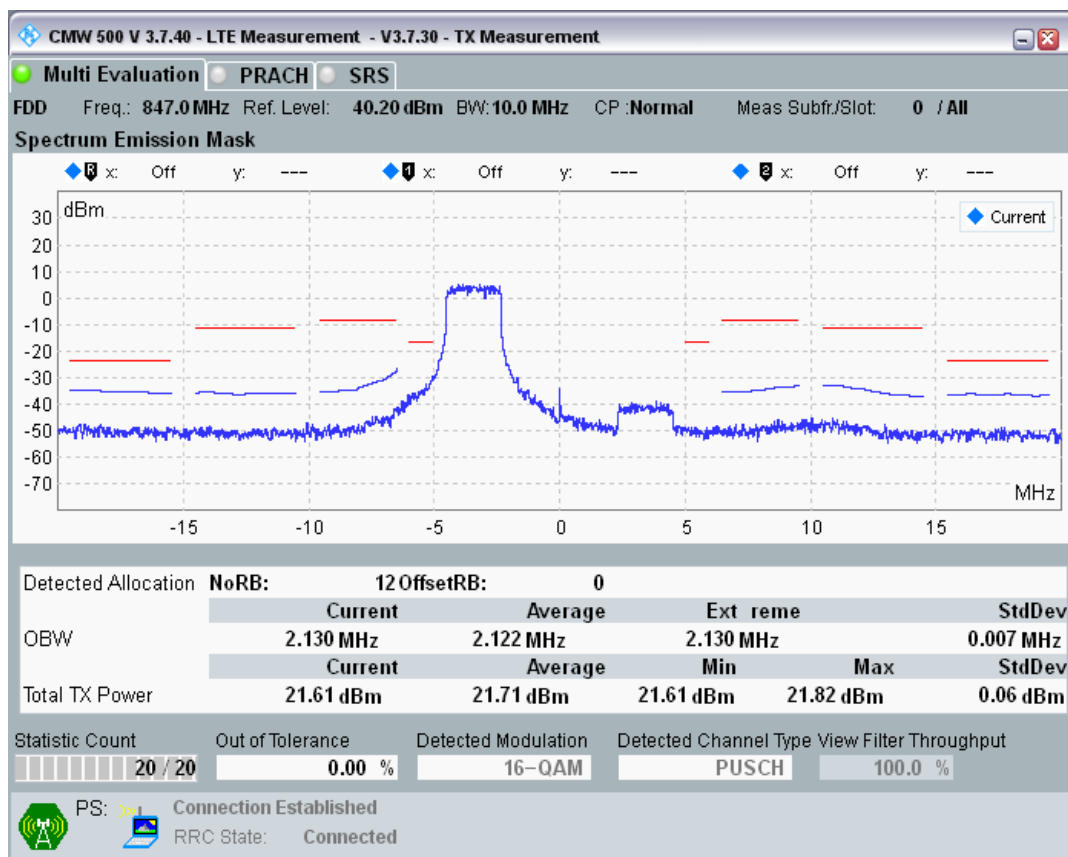 CMW 500 V 3.7.40 - LTE Measurement - V3.7.30 - TX Measurement
Multi Evaluation PRACH SRS
FDD Freq.: 847.0 MHz Ref. Level: 40.20 dBm BW: 10.0 MHz CP :Normal Meas Subfr./Slot: 0 / All
Spectrum Emission Mask
R x: Off y: --- 1 x: Off y: --- 2 x: Off y: ---
dBm
Current
30
20
10
0
-10
-20
-30
-40
-50
-60
-70
MHz
-15 -10 -5 0 5 10 15
Detected Allocation NoRB: 12 OffsetRB: 0
Current Average Ext reme StdDev
OBW 2.130 MHz 2.122 MHz 2.130 MHz 0.007 MHz
Current Average Min Max StdDev
Total TX Power 21.61 dBm 21.71 dBm 21.61 dBm 21.82 dBm 0.06 dBm
Statistic Count Out of Tolerance Detected Modulation Detected Channel Type View Filter Throughput
20 / 20 0.00 % 16-QAM PUSCH 100.0 %
PS: Connection Established
RRC State: Connected